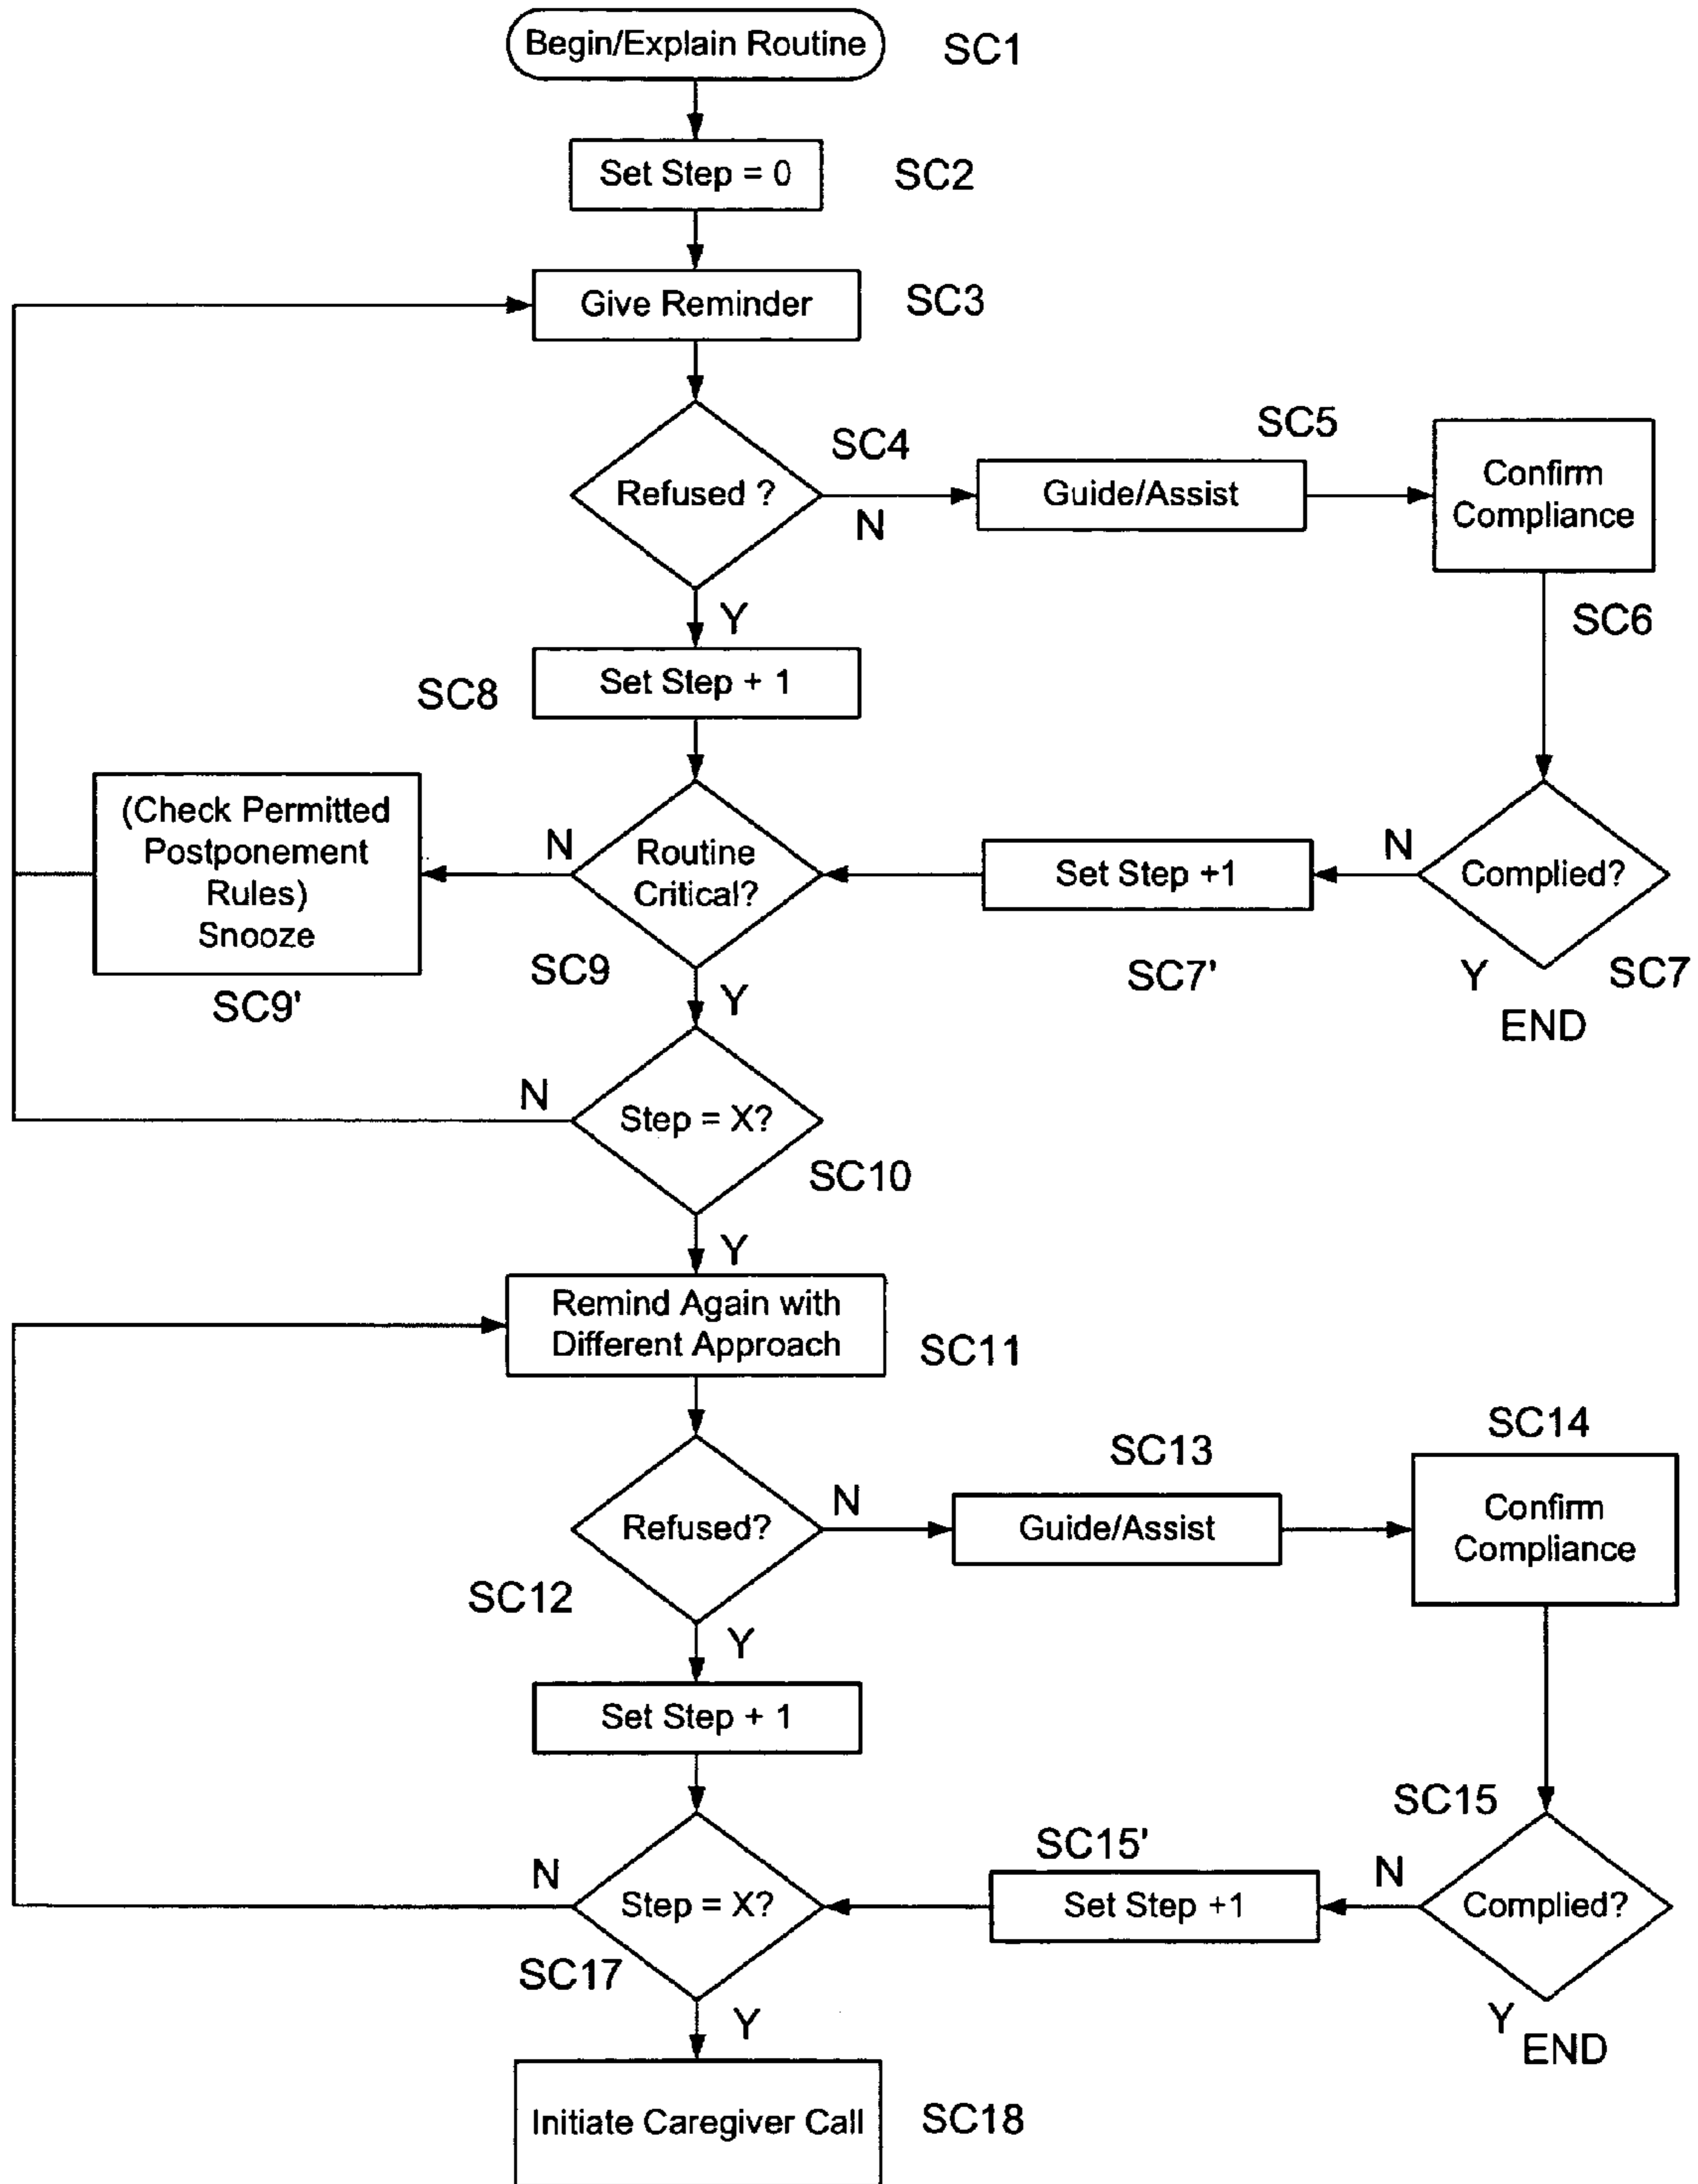 Begin/Explain Routine
SC1
Set Step = 0
SC2
Give Reminder
SC3
Refused ?
SC4
N
Y
SC5
Guide/Assist
Confirm
Compliance
SC6
Set Step + 1
SC8
(Check Permitted
Postponement
Rules)
Snooze
SC9'
N
Routine
Critical?
SC9
Y
Set Step +1
SC7'
N
Complied?
Y
SC7
END
N
Step = X?
SC10
Y
Remind Again with
Different Approach
SC11
Refused?
SC12
N
Y
SC13
Guide/Assist
SC14
Confirm
Compliance
Set Step + 1
N
Step = X?
SC17
Y
SC15'
Set Step +1
SC15
N
Complied?
Y
END
Initiate Caregiver Call
SC18